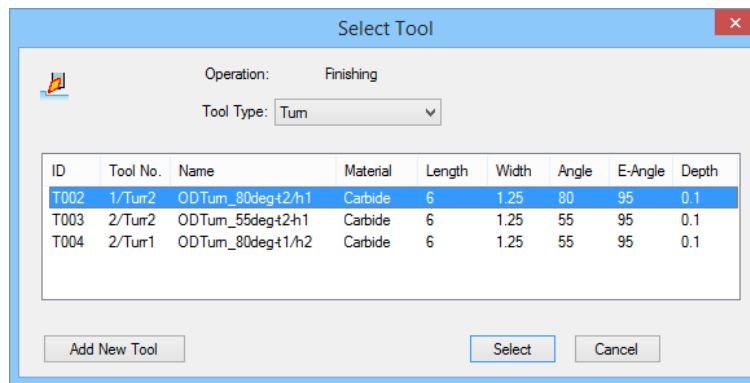 Select Tool
Operation: Finishing
Tool Type: Turn
ID Tool No. Name Material Length Width Angle E-Angle Depth
T002 1/Turr2 ODTurn_80deg-t2/h1 Carbide 6 1.25 80 95 0.1
T003 2/Turr2 ODTurn_55deg-t2-h1 Carbide 6 1.25 55 95 0.1
T004 2/Turr1 ODTurn_80deg-t1/h2 Carbide 6 1.25 55 95 0.1
Add New Tool Select Cancel